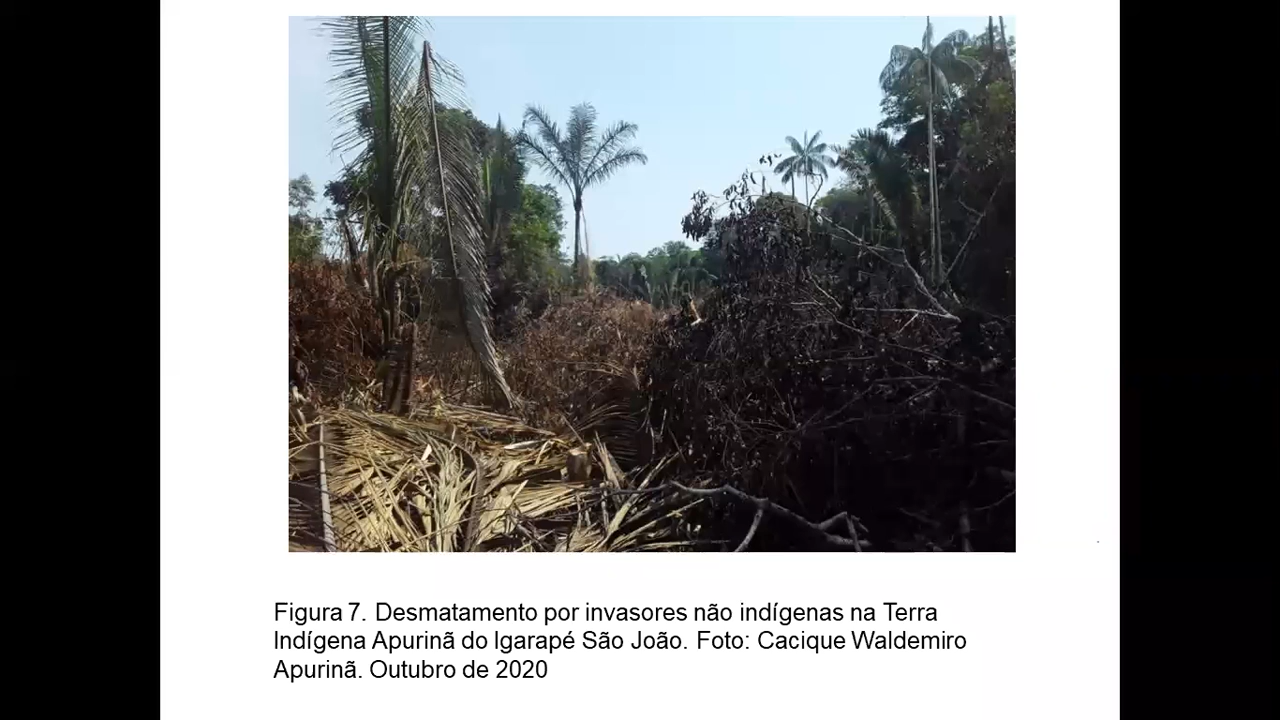 Figura 7. Desmatamento por invasores não indígenas na Terra
Indígena Apurinã do Igarapé São João. Foto: Cacique Waldemiro
Apurinã. Outubro de 2020